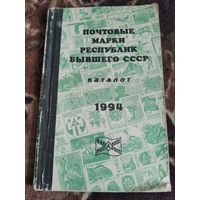 ПОЧТОВЫЕ
МАРКИ
РЕСПУБЛИК
БЫВШЕГО СССР
каталог
1994